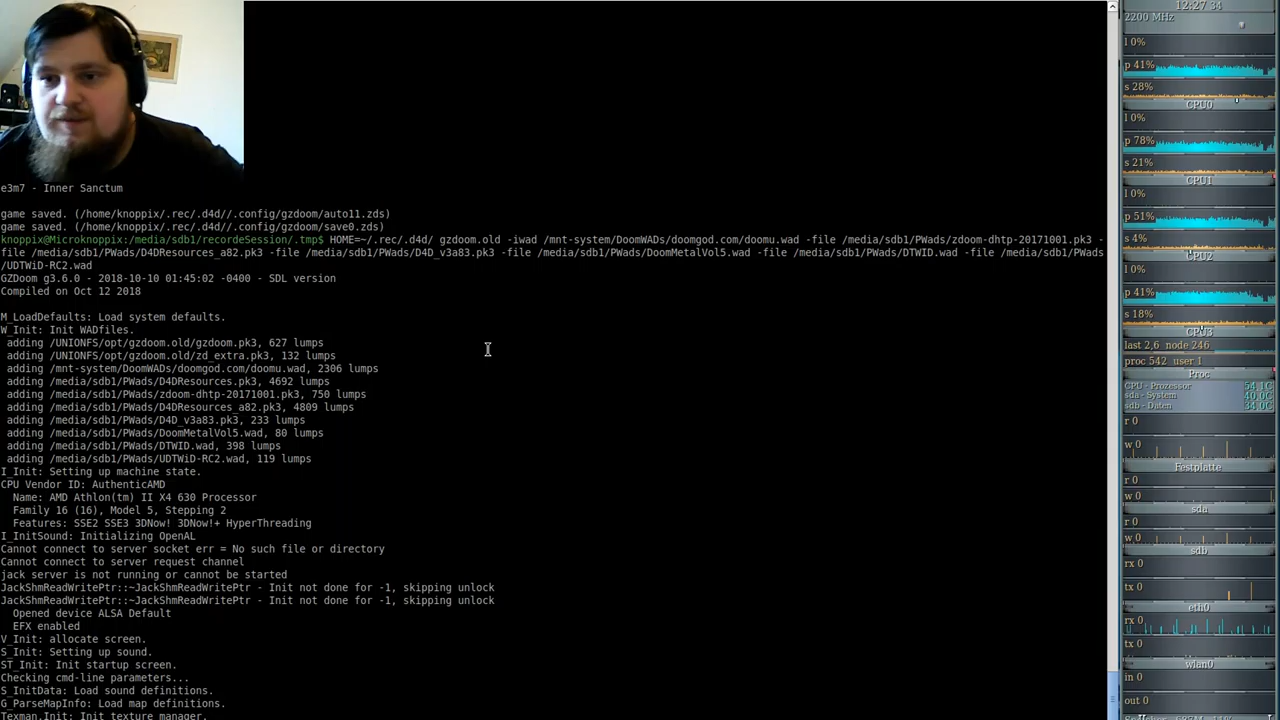 e3m7 - Inner Sanctum
game saved. (/home/knoppix/.rec/.d4d//.config/gzdoom/auto11.zds)
game saved. (/home/knoppix/.rec/.d4d//.config/gzdoom/save0.zds)
knoppix@Microknoppix:/media/sdb1/recordeSession/.tmp$ HOME=~/.rec/.d4d/ gzdoom.old -iwad /mnt-system/DoomWADs/doomgod.com/doomu.wad -file /media/sdb1/PWads/zdoom-dhtp-20171001.pk3 -
file /media/sdb1/PWads/D4DResources_a82.pk3 -file /media/sdb1/PWads/D4D_v3a83.pk3 -file /media/sdb1/PWads/DoomMetalVol5.wad -file /media/sdb1/PWads/DTWID.wad -file /media/sdb1/PWads
/UDTWiD-RC2.wad
GZDoom g3.6.0 - 2018-10-10 01:45:02 -0400 - SDL version
Compiled on Oct 12 2018
M_LoadDefaults: Load system defaults.
W_Init: Init WADfiles.
adding /UNIONFS/opt/gzdoom.old/gzdoom.pk3, 627 lumps
adding /UNIONFS/opt/gzdoom.old/zd_extra.pk3, 132 lumps
adding /mnt-system/DoomWADs/doomgod.com/doomu.wad, 2306 lumps
adding /media/sdb1/PWads/D4DResources.pk3, 4692 lumps
adding /media/sdb1/PWads/zdoom-dhtp-20171001.pk3, 750 lumps
adding /media/sdb1/PWads/D4DResources_a82.pk3, 4809 lumps
adding /media/sdb1/PWads/D4D_v3a83.pk3, 233 lumps
adding /media/sdb1/PWads/DoomMetalVol5.wad, 80 lumps
adding /media/sdb1/PWads/DTWID.wad, 398 lumps
adding /media/sdb1/PWads/UDTWiD-RC2.wad, 119 lumps
I_Init: Setting up machine state.
CPU Vendor ID: AuthenticAMD
Name: AMD Athlon(tm) II X4 630 Processor
Family 16 (16), Model 5, Stepping 2
Features: SSE2 SSE3 3DNow! 3DNow!+ HyperThreading
I_InitSound: Initializing OpenAL
Cannot connect to server socket err = No such file or directory
Cannot connect to server request channel
jack server is not running or cannot be started
JackShmReadWritePtr::~JackShmReadWritePtr - Init not done for -1, skipping unlock
JackShmReadWritePtr::~JackShmReadWritePtr - Init not done for -1, skipping unlock
Opened device ALSA Default
EFX enabled
V_Init: allocate screen.
S_Init: Setting up sound.
ST_Init: Init startup screen.
Checking cmd-line parameters...
S_InitData: Load sound definitions.
G_ParseMapInfo: Load map definitions.
Texman.Init: Init texture manager.
12:27 34
2200 MHz
l 0%
p 41%
s 28%
CPU0
l 0%
p 78%
s 21%
CPU1
l 0%
p 51%
s 4%
CPU2
l 0%
p 41%
s 18%
CPU3
last 2,6 node 246
proc 542 user 1
Proc
CPU - Prozessor 54.1C
sda - System 40.0C
sdb - Daten 34.0C
r 0
w 0
Festplatte
r 0
w 0
sda
r 0
w 0
sdb
rx 0
tx 0
eth0
rx 0
tx 0
wlan0
in 0
out 0